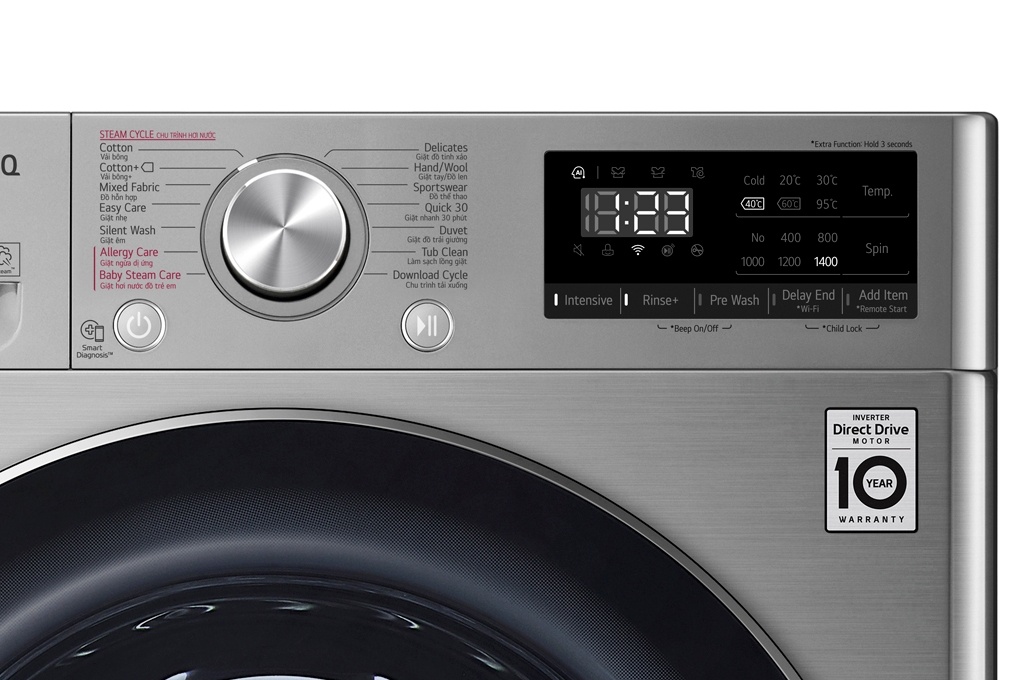 Q
STEAM CYCLE CHU TRÌNH HƠI NƯỚC
Cotton
Vải bông
Cotton+
Vải bông+
Mixed Fabric
Đồ hỗn hợp
Easy Care
Giặt nhẹ
Silent Wash
Giặt êm
Allergy Care
Giặt ngừa dị ứng
Baby Steam Care
Giặt hơi nước đồ trẻ em
Delicates
Giặt đồ tinh xảo
Hand/Wool
Giặt tay/Đồ len
Sportswear
Đồ thể thao
Quick 30
Giặt nhanh 30 phút
Duvet
Giặt đồ trải giường
Tub Clean
Làm sạch lồng giặt
Download Cycle
Chu trình tải xuống
Smart
Diagnosis™
*Extra Function: Hold 3 seconds
AI
1:23
Cold 20℃ 30℃
40℃ 60℃ 95℃
Temp.
No 400 800
1000 1200 1400
Spin
Intensive
Rinse+
Pre Wash
Delay End
*Wi-Fi
Add Item
*Remote Start
*Beep On/Off
*Child Lock
INVERTER
Direct Drive
MOTOR
10 YEAR
WARRANTY